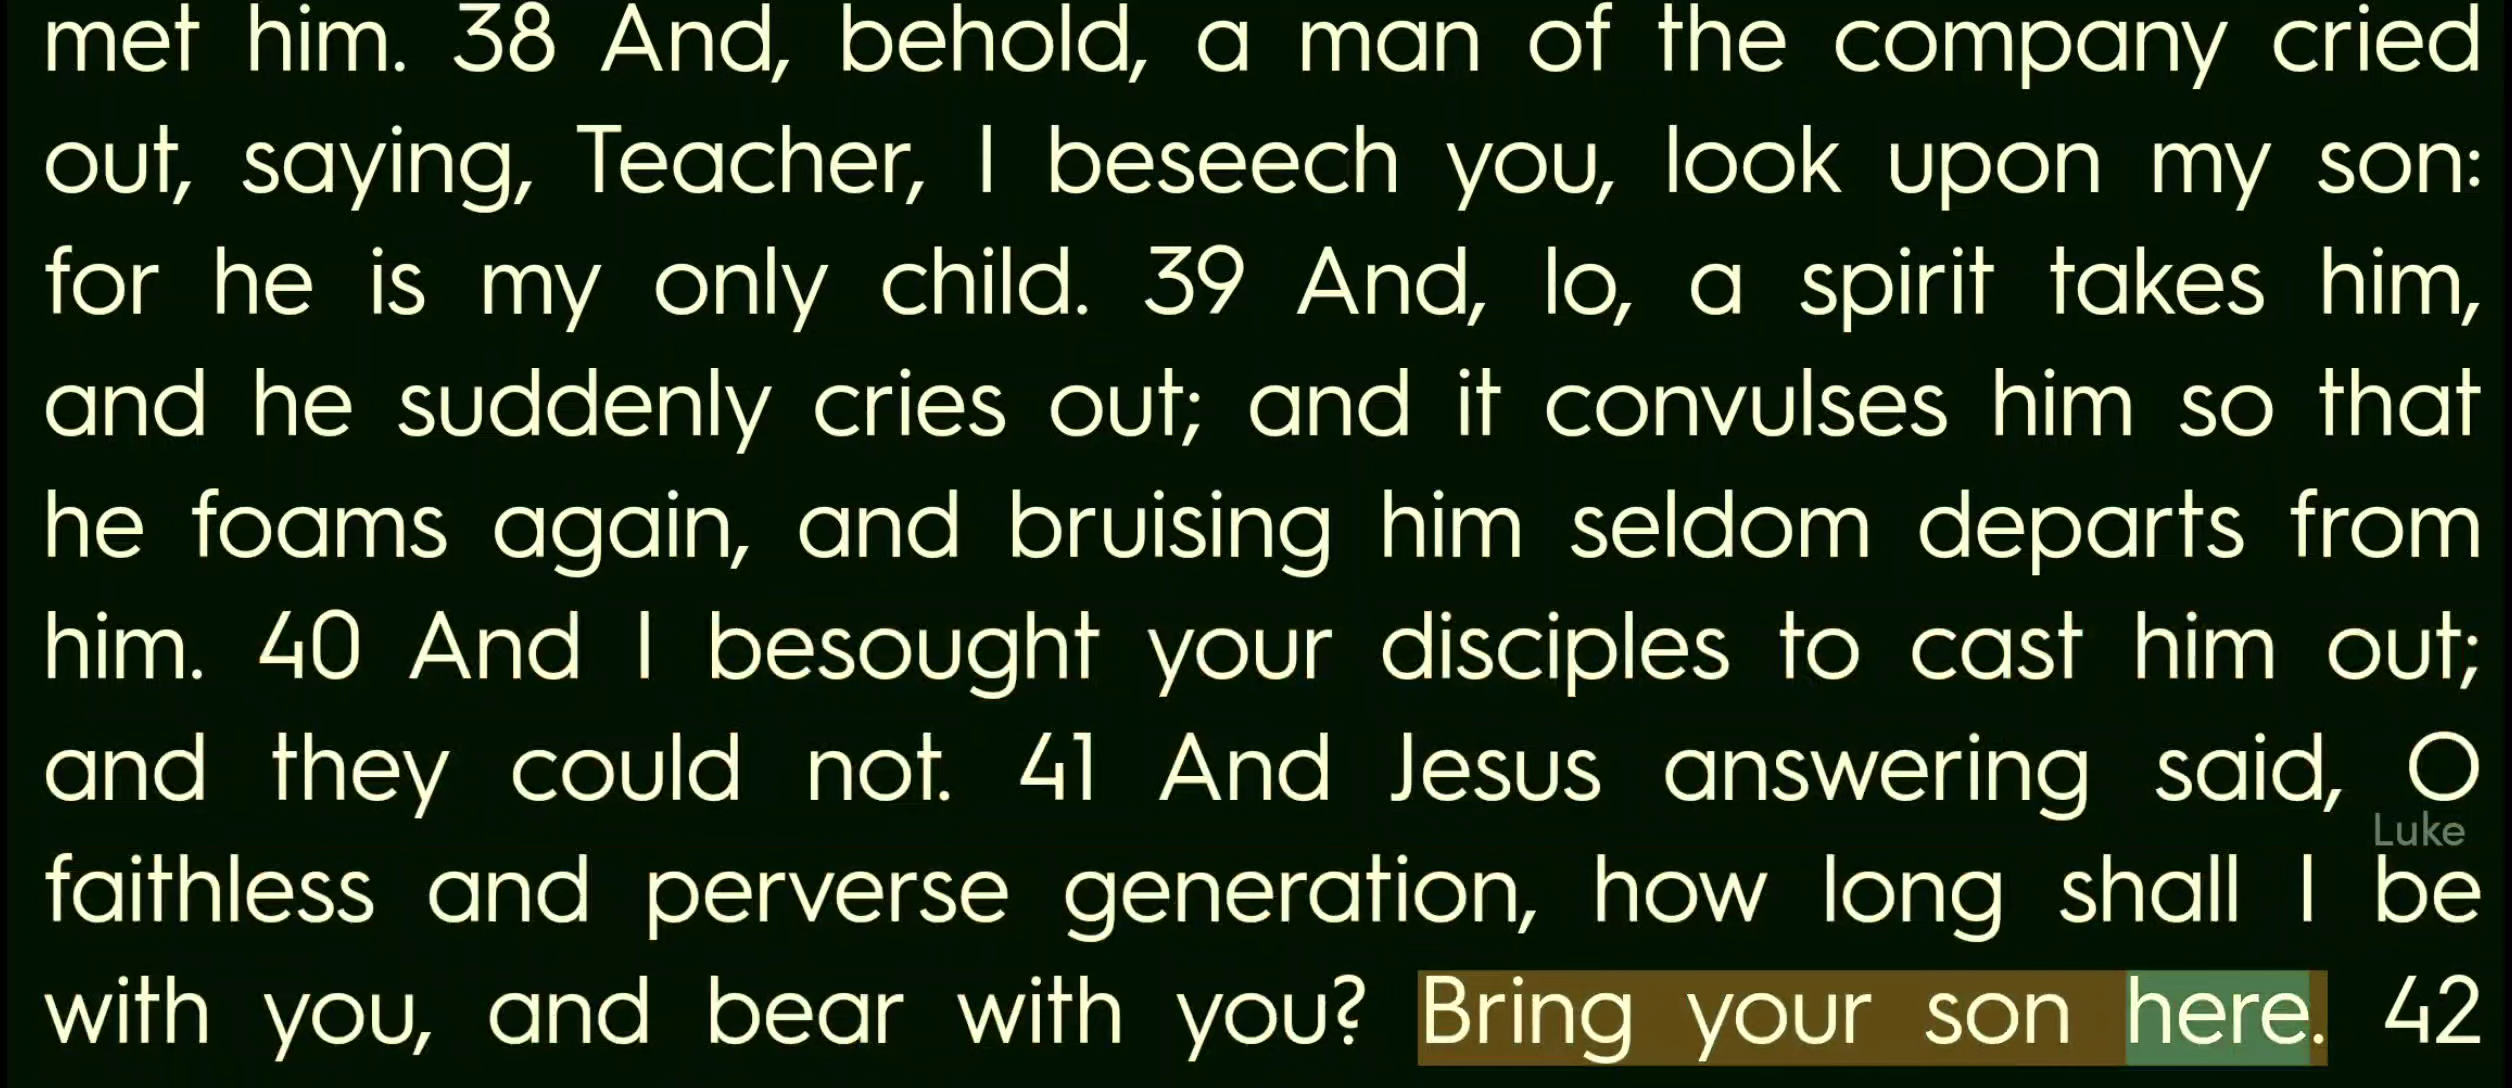 met him. 38 And, behold, a man of the company cried
out, saying, Teacher, I beseech you, look upon my son:
for he is my only child. 39 And, lo, a spirit takes him,
and he suddenly cries out; and it convulses him so that
he foams again, and bruising him seldom departs from
him. 40 And I besought your disciples to cast him out;
and they could not. 41 And Jesus answering said, O
Luke
faithless and perverse generation, how long shall I be
with you, and bear with you? Bring your son here. 42